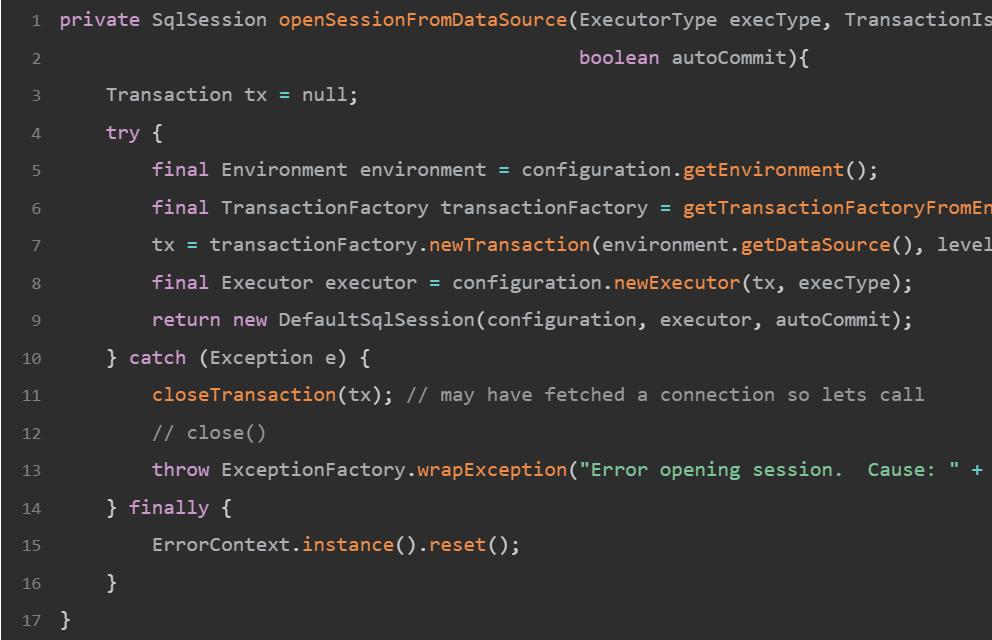 1 private SqlSession openSessionFromDataSource(ExecutorType execType, TransactionIs
2 boolean autoCommit){
3 Transaction tx = null;
4 try {
5 final Environment environment = configuration.getEnvironment();
6 final TransactionFactory transactionFactory = getTransactionFactoryFromEn
7 tx = transactionFactory.newTransaction(environment.getDataSource(), level
8 final Executor executor = configuration.newExecutor(tx, execType);
9 return new DefaultSqlSession(configuration, executor, autoCommit);
10 } catch (Exception e) {
11 closeTransaction(tx); // may have fetched a connection so lets call
12 // close()
13 throw ExceptionFactory.wrapException("Error opening session.  Cause: " +
14 } finally {
15 ErrorContext.instance().reset();
16 }
17 }